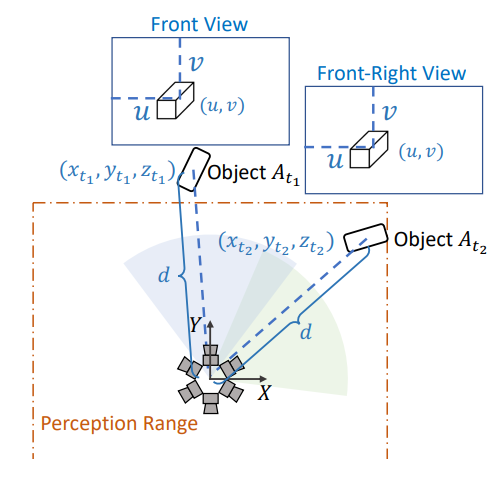 Front View
v
u
(u, v)
Front-Right View
v
u
(u, v)
(x_{t_1}, y_{t_1}, z_{t_1})
Object A_{t_1}
(x_{t_2}, y_{t_2}, z_{t_2})
Object A_{t_2}
d
d
Y
X
Perception Range